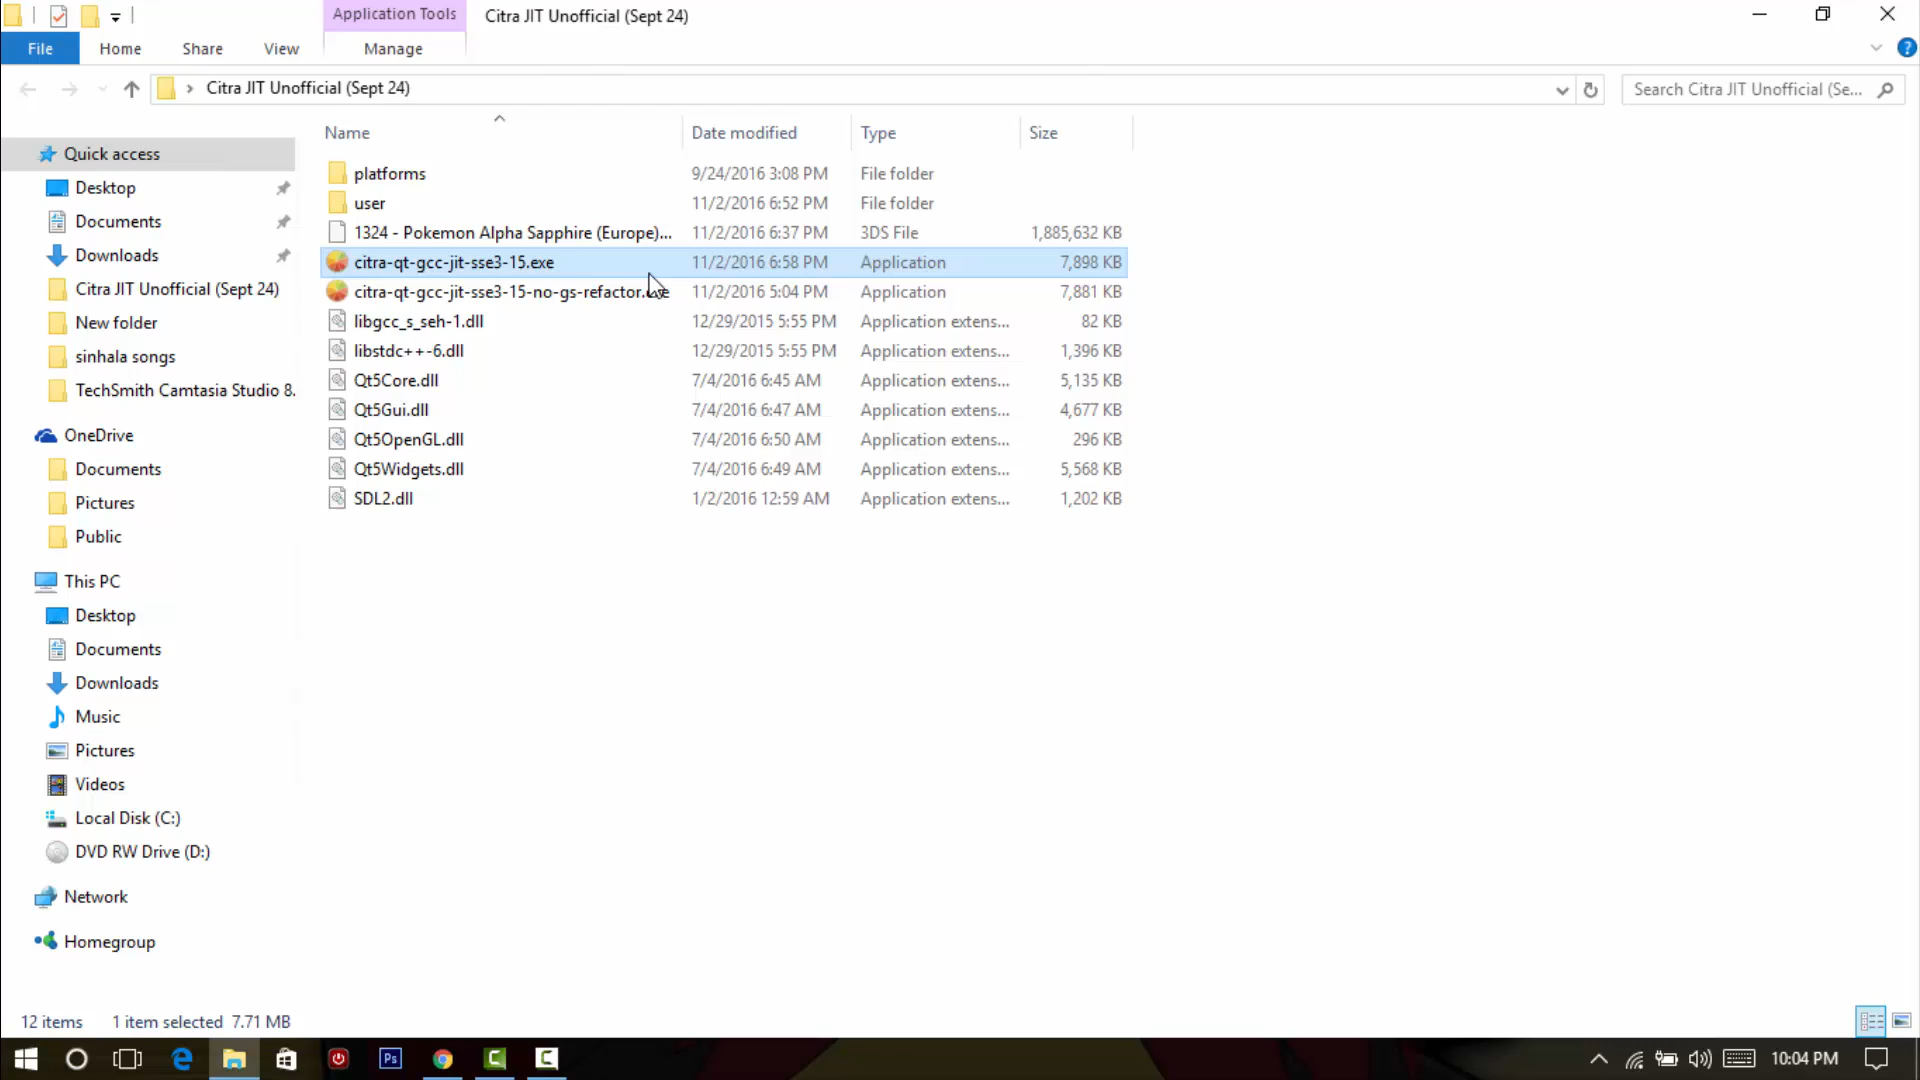 Application Tools
Citra JIT Unofficial (Sept 24)
File
Home
Share
View
Manage
?
Citra JIT Unofficial (Sept 24)
Search Citra JIT Unofficial (Se...
Name
Date modified
Type
Size
platforms 9/24/2016 3:08 PM File folder
user 11/2/2016 6:52 PM File folder
1324 - Pokemon Alpha Sapphire (Europe)... 11/2/2016 6:37 PM 3DS File 1,885,632 KB
citra-qt-gcc-jit-sse3-15.exe 11/2/2016 6:58 PM Application 7,898 KB
citra-qt-gcc-jit-sse3-15-no-gs-refactor.exe 11/2/2016 5:04 PM Application 7,881 KB
libgcc_s_seh-1.dll 12/29/2015 5:55 PM Application extens... 82 KB
libstdc++-6.dll 12/29/2015 5:55 PM Application extens... 1,396 KB
Qt5Core.dll 7/4/2016 6:45 AM Application extens... 5,135 KB
Qt5Gui.dll 7/4/2016 6:47 AM Application extens... 4,677 KB
Qt5OpenGL.dll 7/4/2016 6:50 AM Application extens... 296 KB
Qt5Widgets.dll 7/4/2016 6:49 AM Application extens... 5,568 KB
SDL2.dll 1/2/2016 12:59 AM Application extens... 1,202 KB
Quick access
Desktop
Documents
Downloads
Citra JIT Unofficial (Sept 24)
New folder
sinhala songs
TechSmith Camtasia Studio 8.
OneDrive
Documents
Pictures
Public
This PC
Desktop
Documents
Downloads
Music
Pictures
Videos
Local Disk (C:)
DVD RW Drive (D:)
Network
Homegroup
12 items 1 item selected 7.71 MB
Ps
10:04 PM